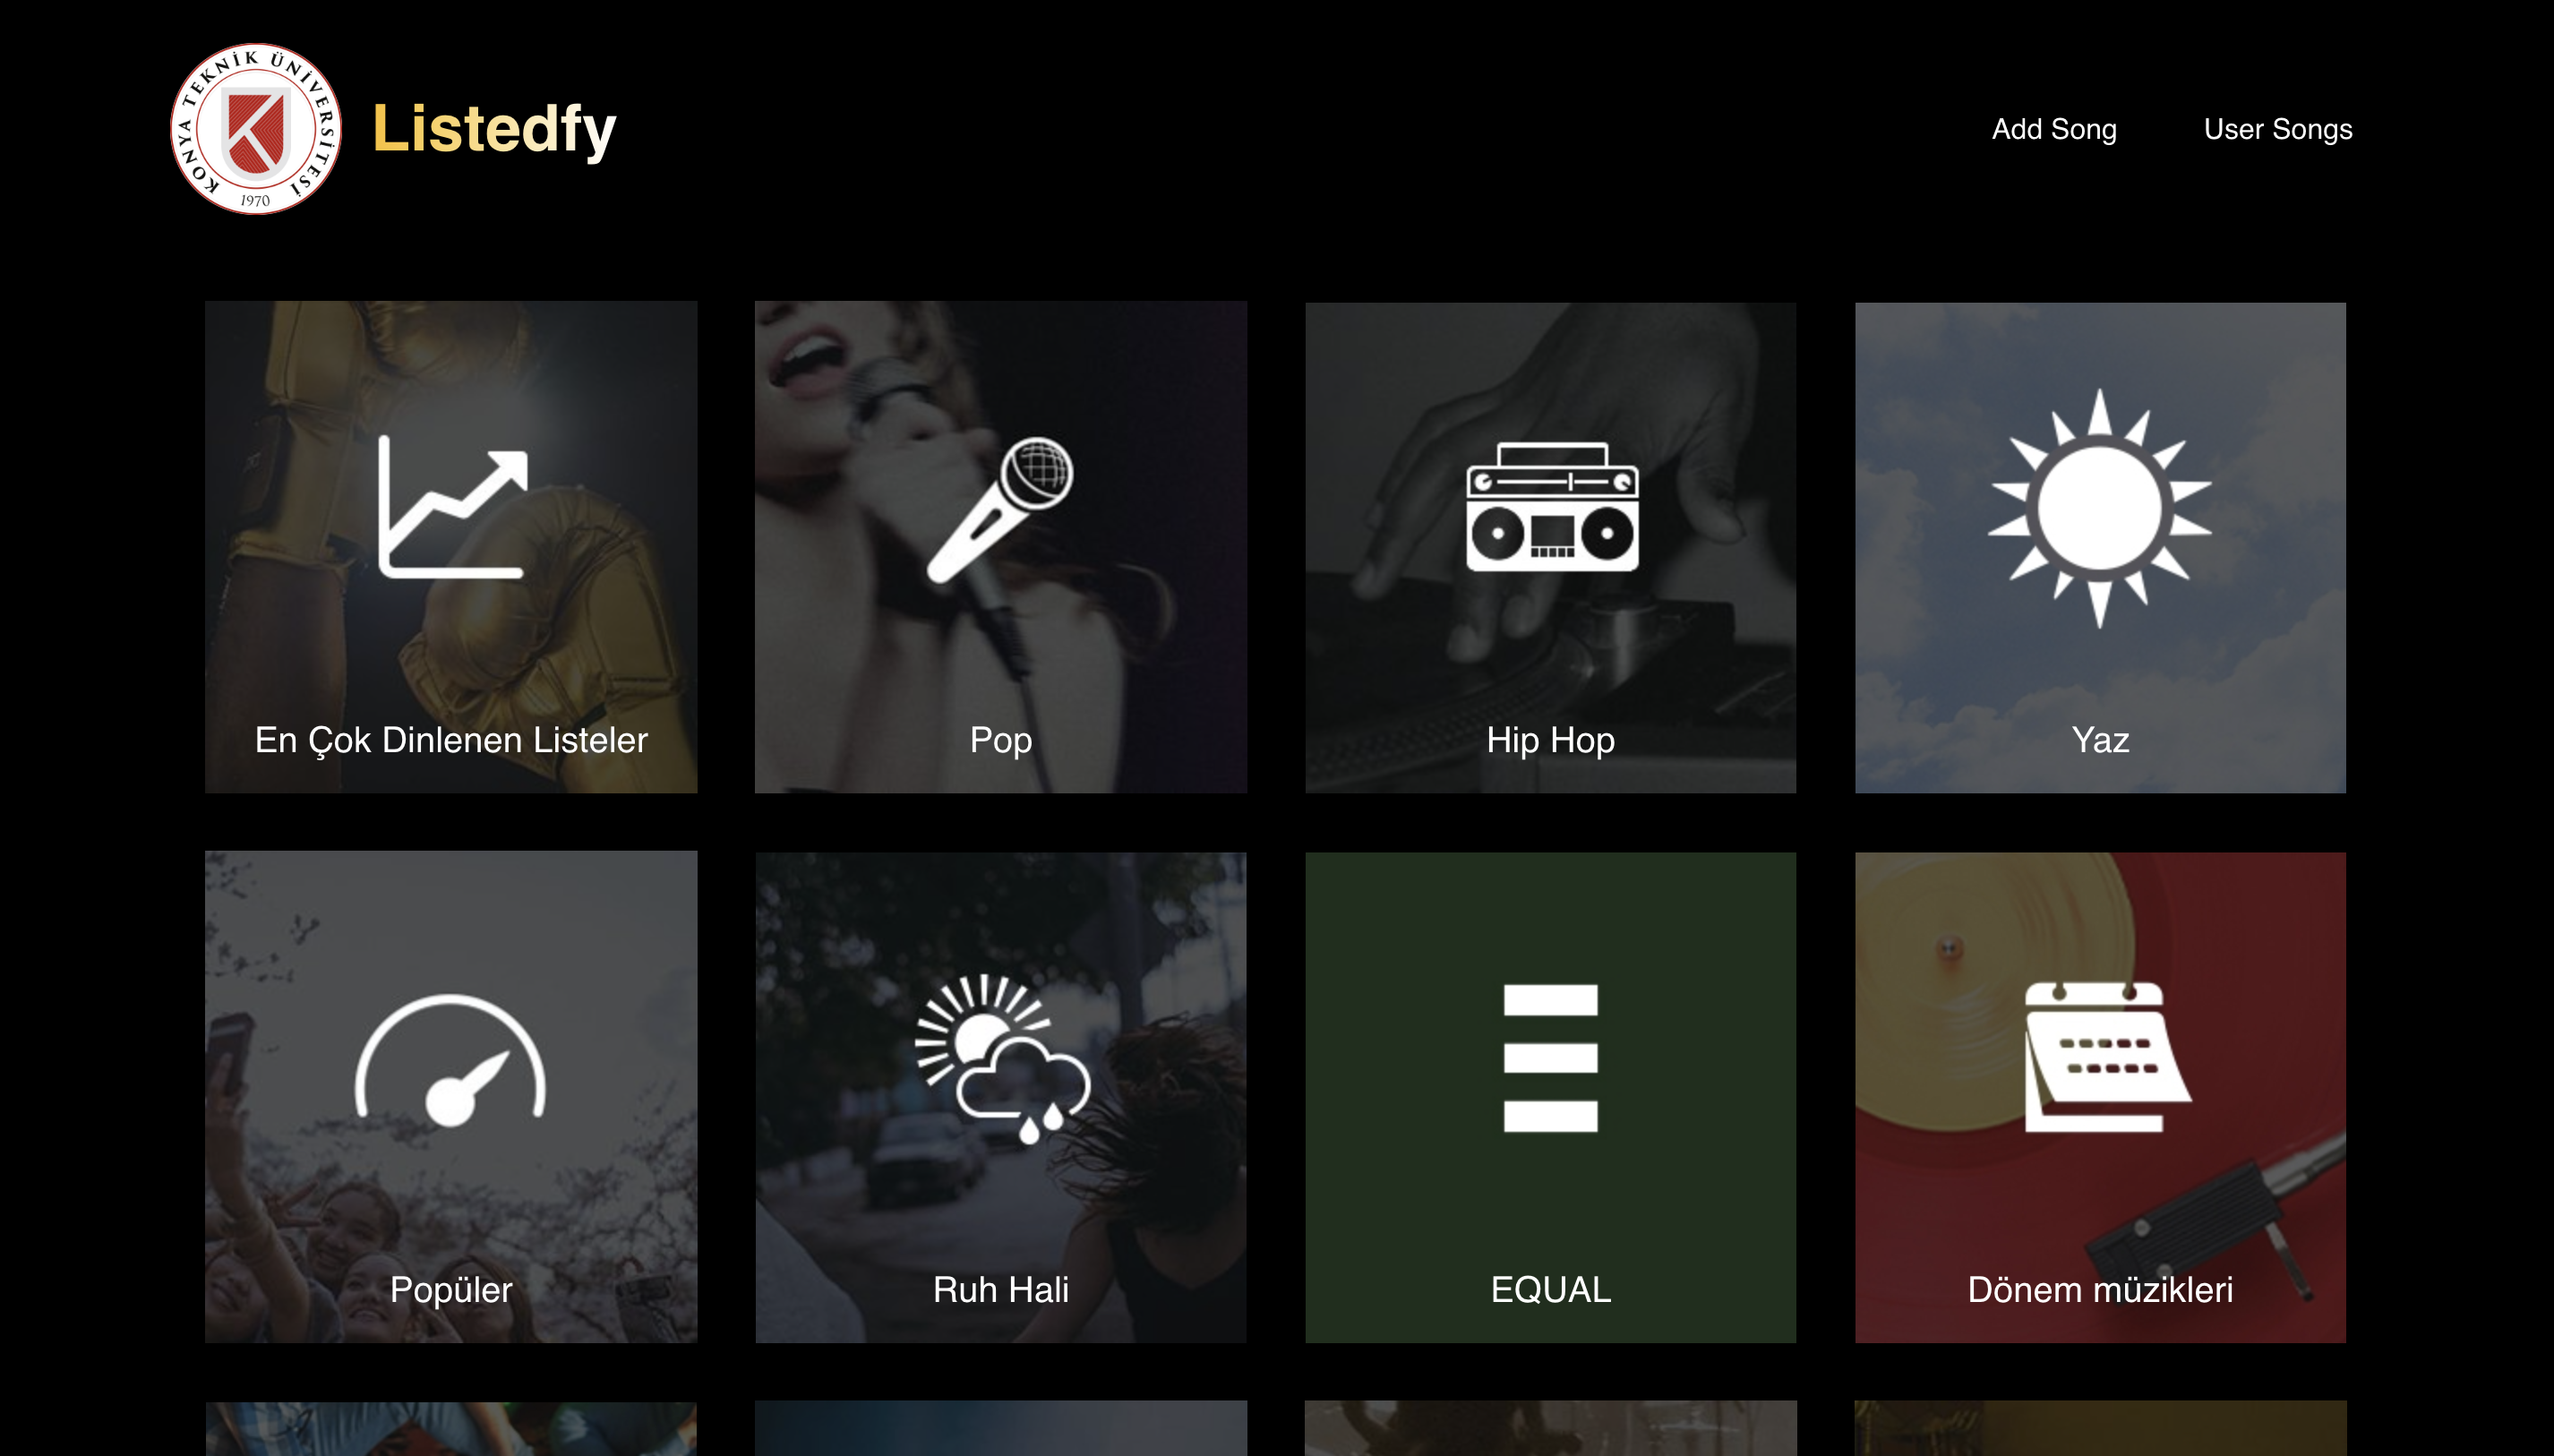 KONYA TEKNİK ÜNİVERSİTESİ
1970
Listedfy
Add Song
User Songs
En Çok Dinlenen Listeler
Pop
Hip Hop
Yaz
Popüler
Ruh Hali
EQUAL
Dönem müzikleri